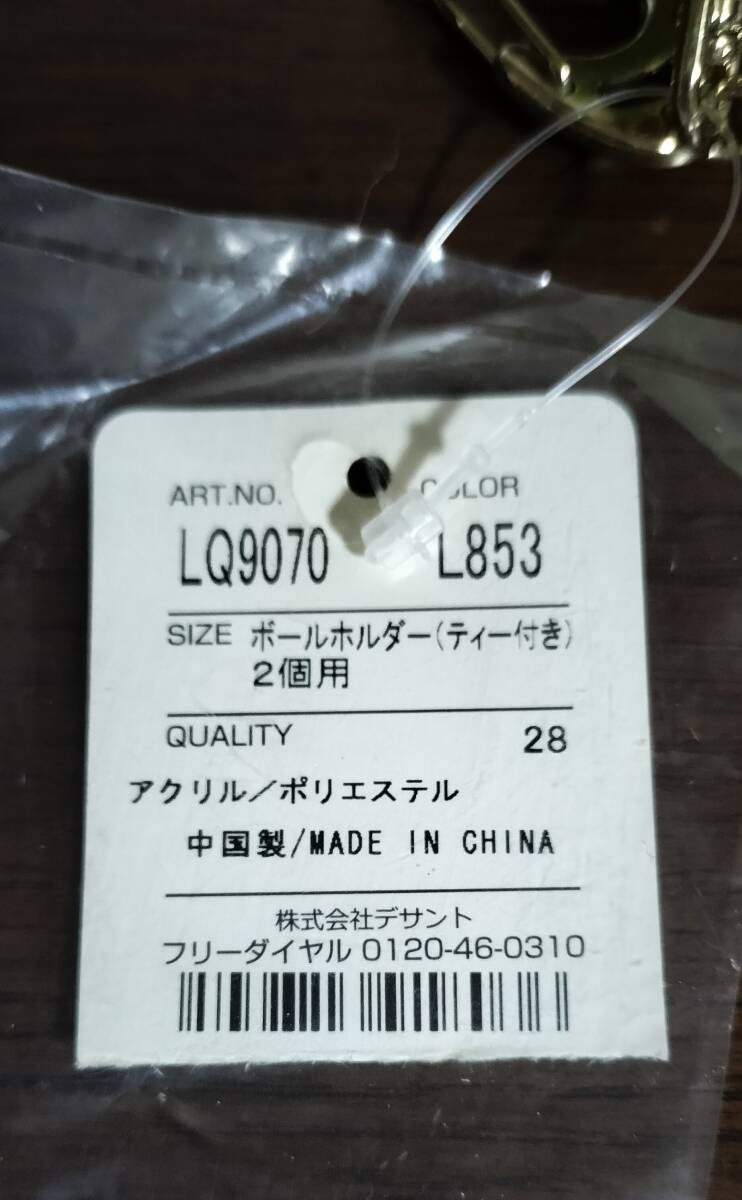 ART.NO. COLOR
LQ9070 L853
SIZE ボールホルダー(ティー付き)
2個用
QUALITY 28
アクリル/ポリエステル
中国製/MADE IN CHINA
株式会社デサント
フリーダイヤル 0120-46-0310